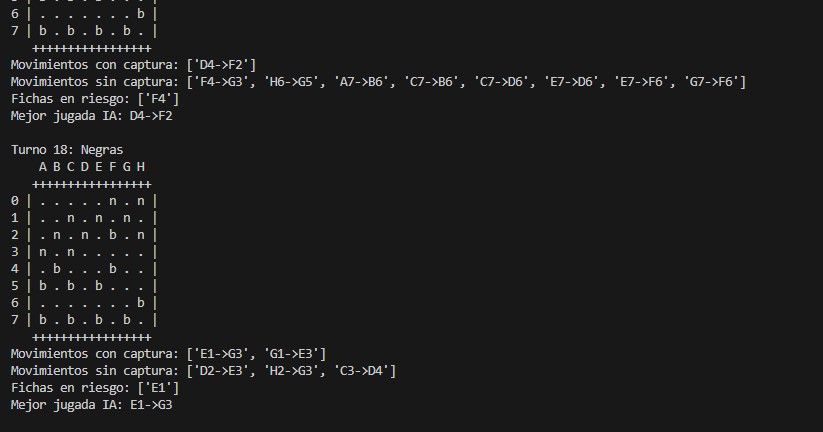 6 | . . . . . . . b |
7 | b . b . b . b . |
+++++++++++++++++
Movimientos con captura: ['D4->F2']
Movimientos sin captura: ['F4->G3', 'H6->G5', 'A7->B6', 'C7->B6', 'C7->D6', 'E7->D6', 'E7->F6', 'G7->F6']
Fichas en riesgo: ['F4']
Mejor jugada IA: D4->F2
Turno 18: Negras
A B C D E F G H
+++++++++++++++++
0 | . . . . . n . n |
1 | . . n . n . n . |
2 | . n . n . b . n |
3 | n . n . . . . . |
4 | . b . . . b . . |
5 | b . b . b . . . |
6 | . . . . . . . b |
7 | b . b . b . b . |
+++++++++++++++++
Movimientos con captura: ['E1->G3', 'G1->E3']
Movimientos sin captura: ['D2->E3', 'H2->G3', 'C3->D4']
Fichas en riesgo: ['E1']
Mejor jugada IA: E1->G3